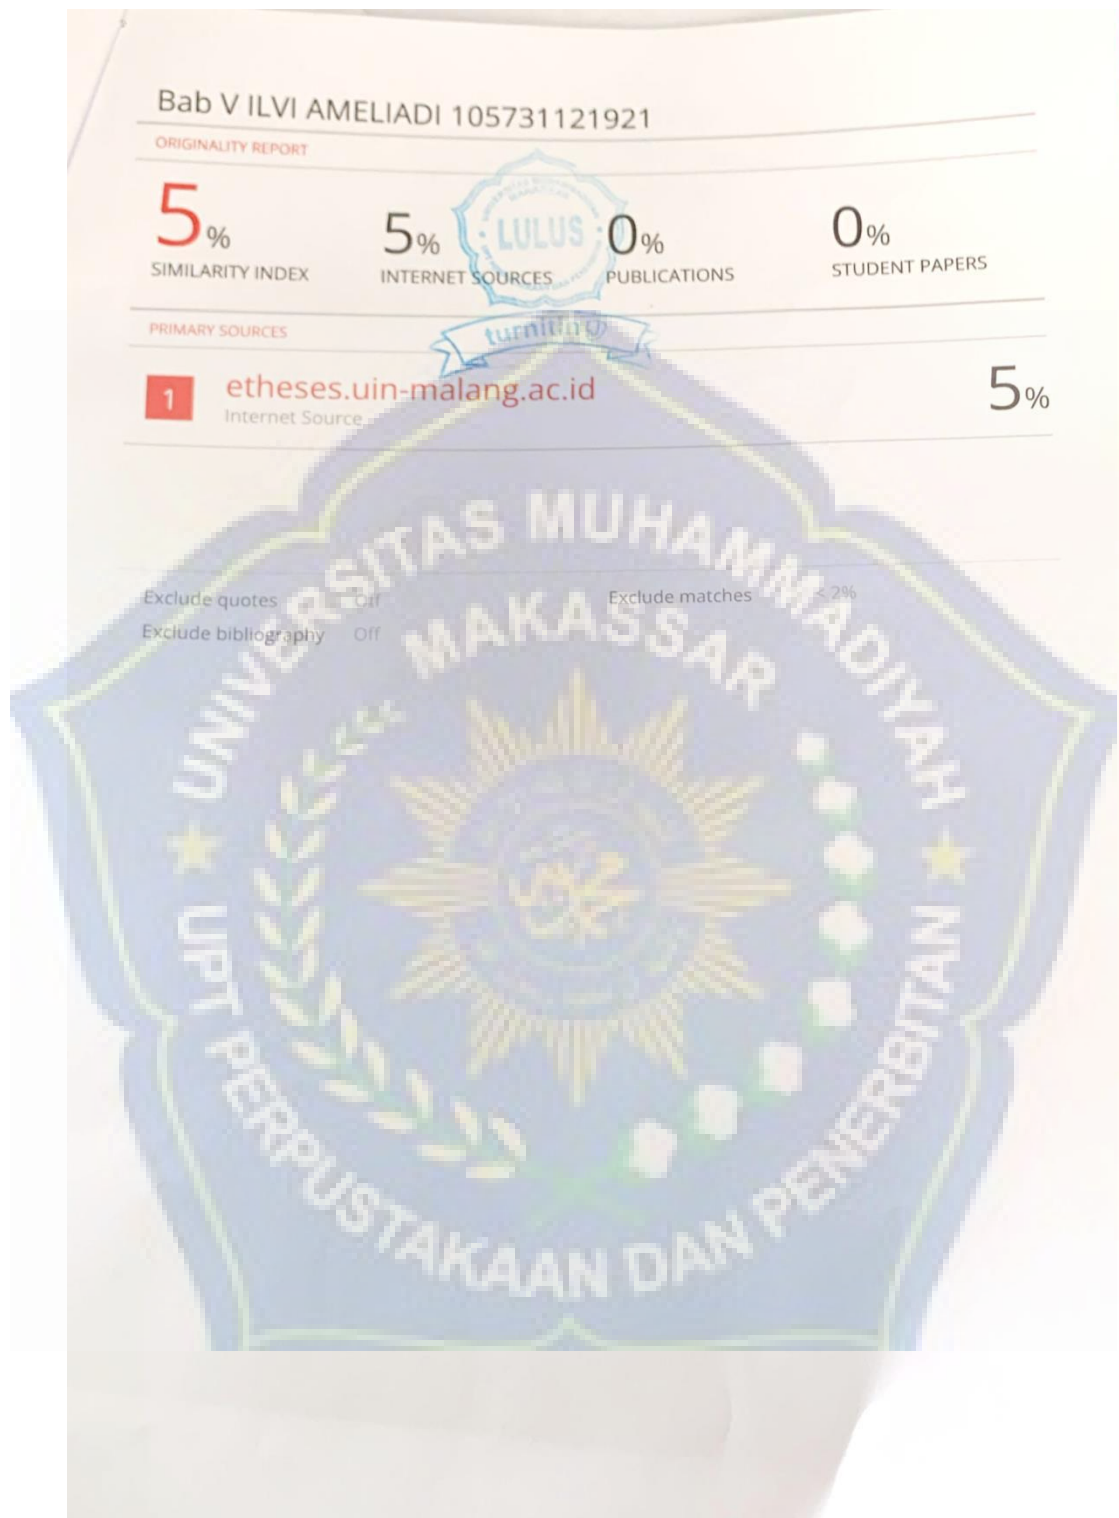 Bab V ILVI AMELIADI 105731121921
ORIGINALITY REPORT
5% 5% 0% 0%
SIMILARITY INDEX INTERNET SOURCES PUBLICATIONS STUDENT PAPERS
LULUS
turnitin
PRIMARY SOURCES
1 etheses.uin-malang.ac.id 5%
Internet Source
Exclude quotes Off Exclude matches < 2%
Exclude bibliography Off
UNIVERSITAS MUHAMMADIYAH
MAKASSAR
UPT PERPUSTAKAAN DAN PENERBITAN